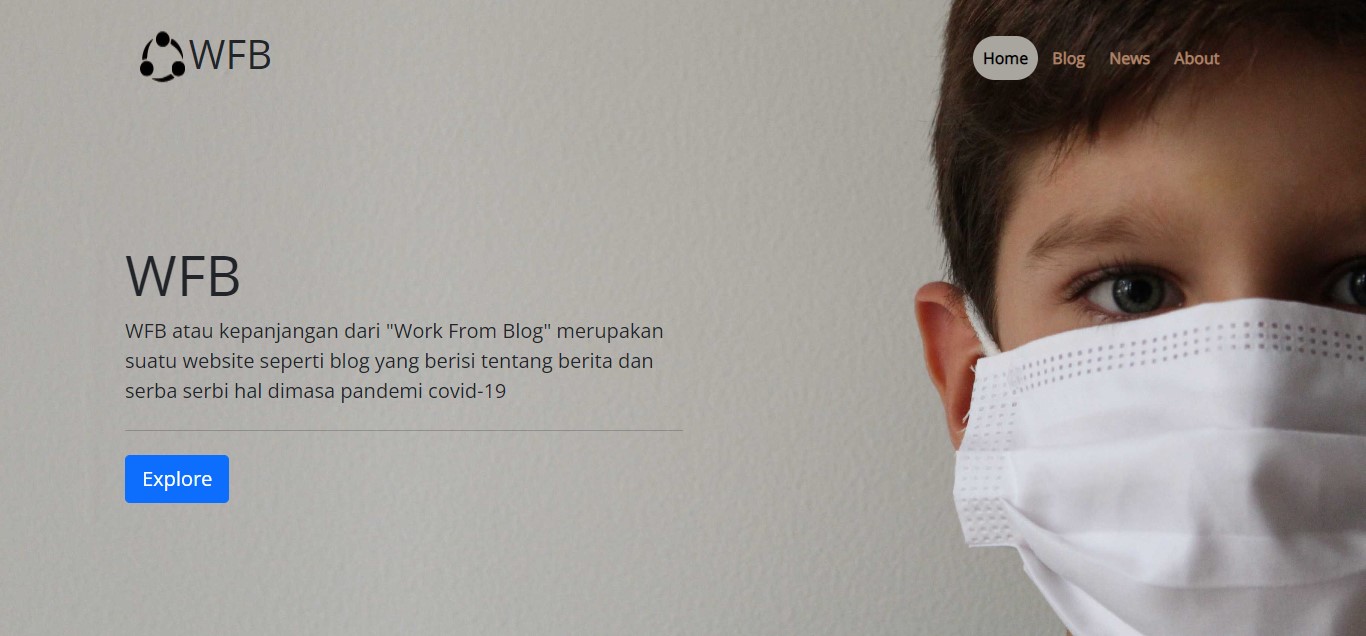 WFB
Home Blog News About
WFB
WFB atau kepanjangan dari "Work From Blog" merupakan
suatu website seperti blog yang berisi tentang berita dan
serba serbi hal dimasa pandemi covid-19
Explore